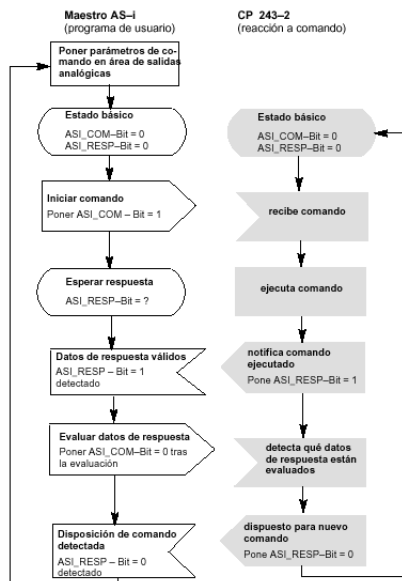 Maestro AS–i
(programa de usuario)
CP 243–2
(reacción a comando)
Poner parámetros de co-
mando en área de salidas
analógicas
Estado básico
ASI_COM–Bit = 0
ASI_RESP–Bit = 0
Iniciar comando
Poner ASI_COM – Bit = 1
Esperar respuesta
ASI_RESP–Bit = ?
Datos de respuesta válidos
ASI_RESP – Bit = 1
detectado
Evaluar datos de respuesta
Poner ASI_COM–Bit = 0 tras
la evaluación
Disposición de comando
detectada
ASI_RESP – Bit = 0
detectado
Estado básico
ASI_COM–Bit = 0
ASI_RESP–Bit = 0
recibe comando
ejecuta comando
notifica comando
ejecutado
Pone ASI_RESP–Bit = 1
detecta qué datos
de respuesta están
evaluados
dispuesto para nuevo
comando
Pone ASI_RESP–Bit = 0